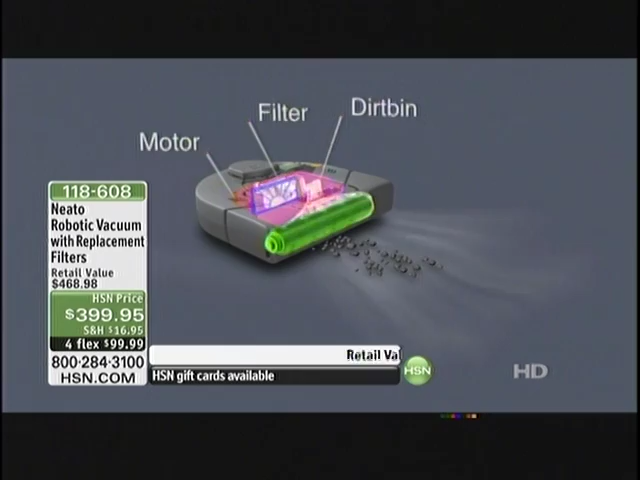 Motor
Filter
Dirtbin
118-608
Neato
Robotic Vacuum
with Replacement
Filters
Retail Value
$468.98
HSN Price
$399.95
S&H $16.95
4 flex $99.99
800·284·3100
HSN.COM
Retail Val
HSN gift cards available
HSN
HD